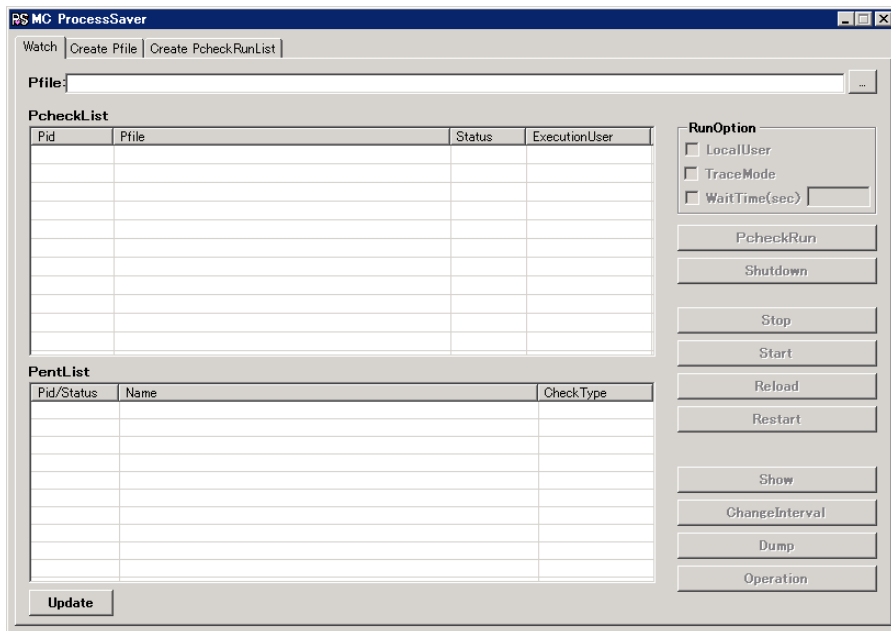 PS MC ProcessSaver
Watch Create Pfile Create PcheckRunList
Pfile: ...
PcheckList
Pid Pfile Status ExecutionUser
RunOption
LocalUser
TraceMode
WaitTime(sec)
PcheckRun
Shutdown
Stop
Start
Reload
Restart
PentList
Pid/Status Name CheckType
Show
ChangeInterval
Dump
Operation
Update